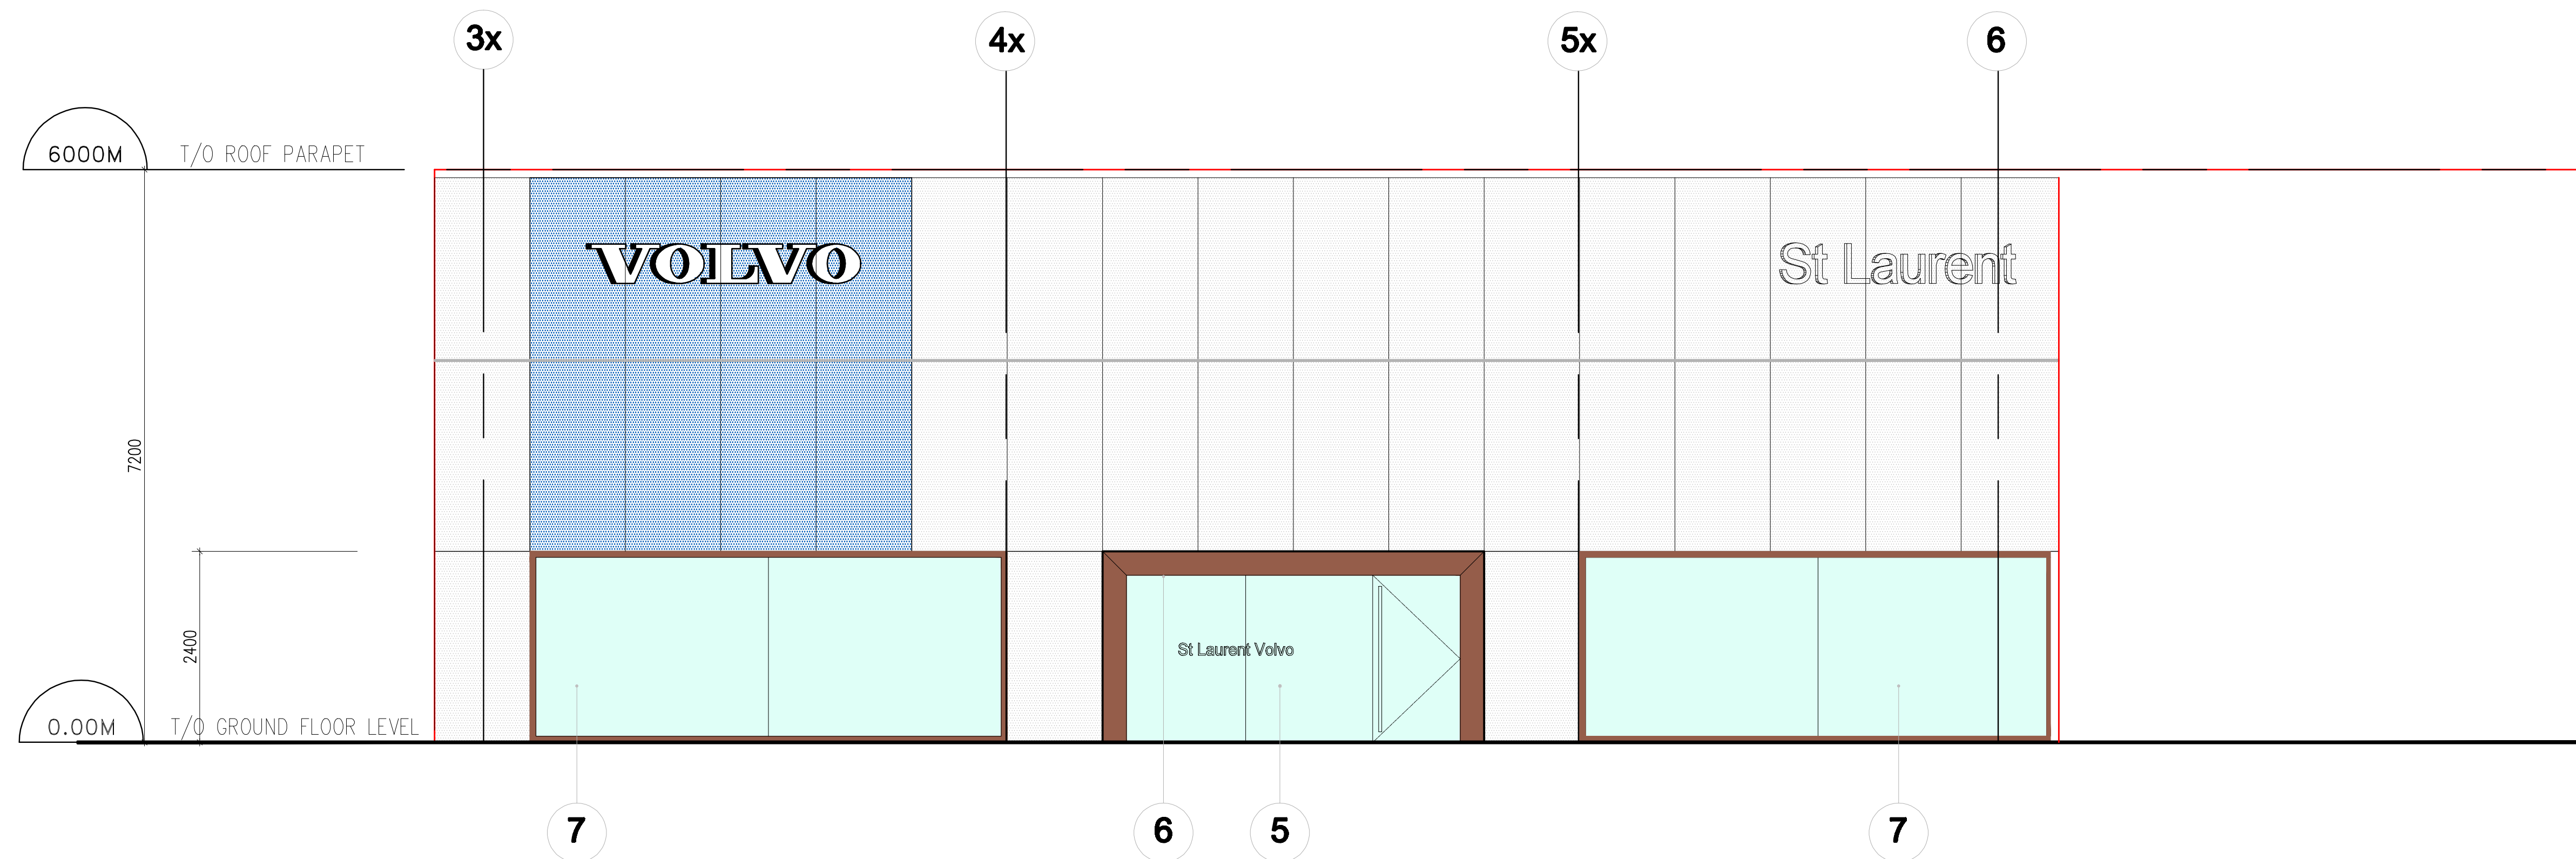 3x
4x
5x
6
6000M T/O ROOF PARAPET
VOLVO
St Laurent
7200
2400
St Laurent Volvo
0.00M T/O GROUND FLOOR LEVEL
7
6
5
7